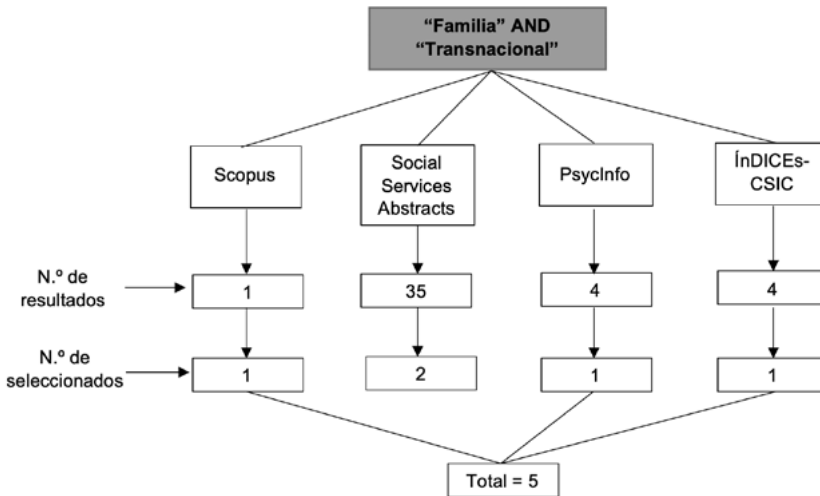 “Familia” AND
“Transnacional”
Scopus
Social
Services
Abstracts
PsycInfo
ÍnDICEs-
CSIC
N.º de
resultados
1
35
4
4
N.º de
seleccionados
1
2
1
1
Total = 5